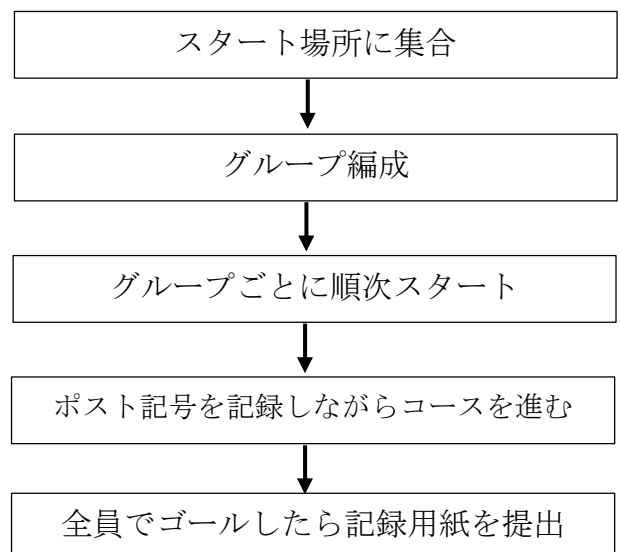 スタート場所に集合
グループ編成
グループごとに順次スタート
ポスト記号を記録しながらコースを進む
全員でゴールしたら記録用紙を提出